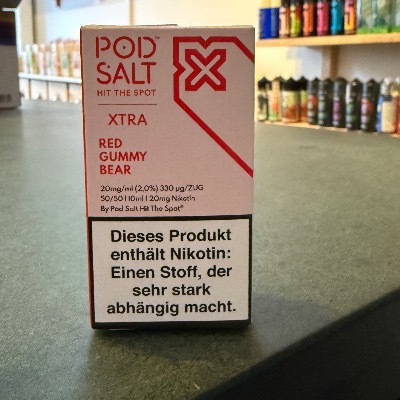 POD™
SALT
HIT THE SPOT
XTRA
RED
GUMMY
BEAR
20mg/ml (2,0%) 330 µg/ZUG
50/50 | 10ml | 20mg Nikotin
By Pod Salt Hit The Spot®
Dieses Produkt
enthält Nikotin:
Einen Stoff, der
sehr stark
abhängig macht.